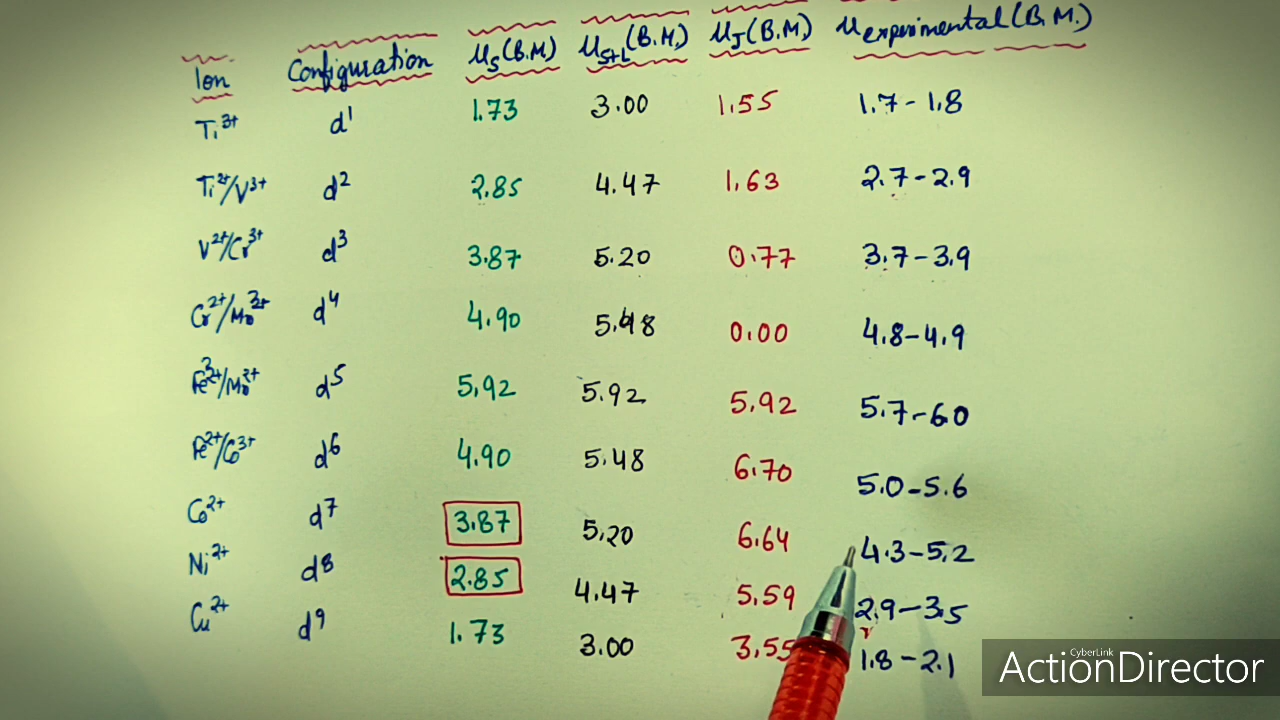 Ion Configuration μS(B.M) μS+L(B.M) μJ(B.M) μexperimental(B.M.)
Ti3+ d1 1.73 3.00 1.55 1.7-1.8
Ti2+/V3+ d2 2.85 4.47 1.63 2.7-2.9
V2+/Cr3+ d3 3.87 5.20 0.77 3.7-3.9
Cr2+/Mn3+ d4 4.90 5.48 0.00 4.8-4.9
Fe3+/Mn2+ d5 5.92 5.92 5.92 5.7-6.0
Fe2+/Co3+ d6 4.90 5.48 6.70 5.0-5.6
Co2+ d7 3.87 5.20 6.64 4.3-5.2
Ni2+ d8 2.85 4.47 5.59 2.9-3.5
Cu2+ d9 1.73 3.00 3.55 1.8-2.1
CyberLink
ActionDirector